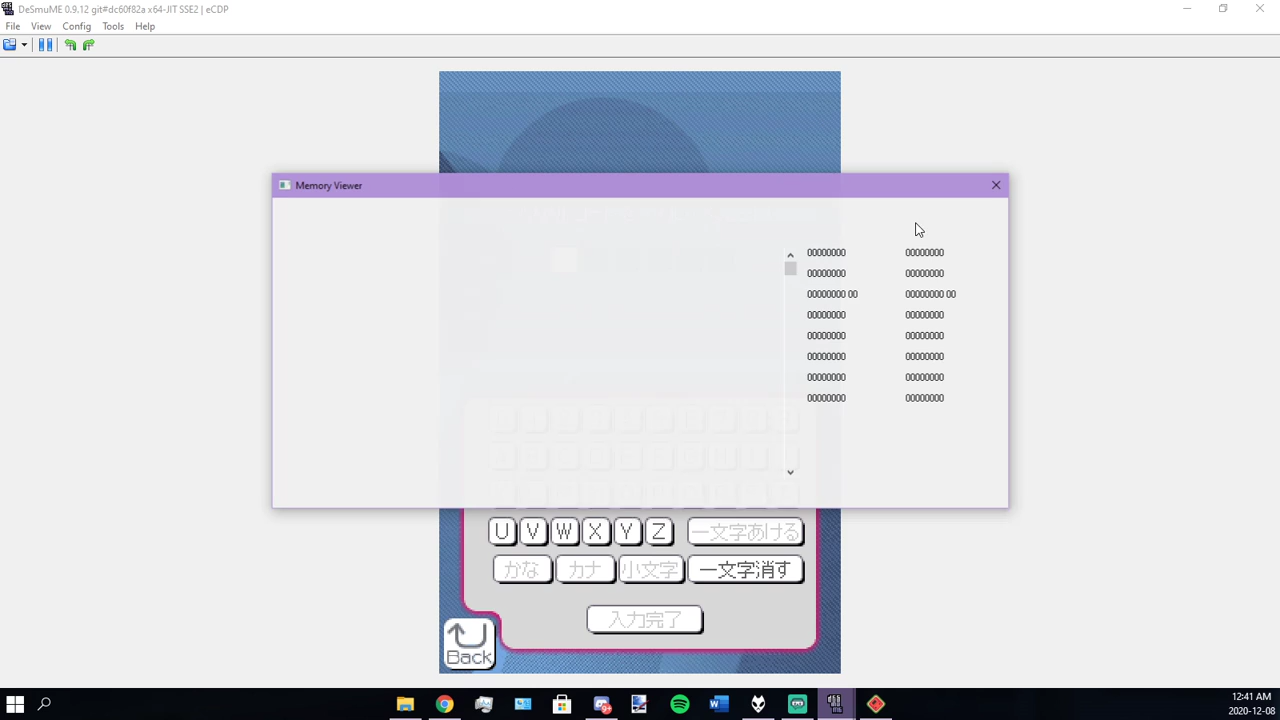 DeSmuME 0.9.12 git#dc60f82a x64-JIT SSE2 | eCDP
File View Config Tools Help
Memory Viewer
00000000 00000000
00000000 00000000
00000000 00 00000000 00
00000000 00000000
00000000 00000000
00000000 00000000
00000000 00000000
00000000 00000000
U V W X Y Z 一文字あける
かな カナ 小文字 一文字消す
入力完了
Back
12:41 AM
2020-12-08